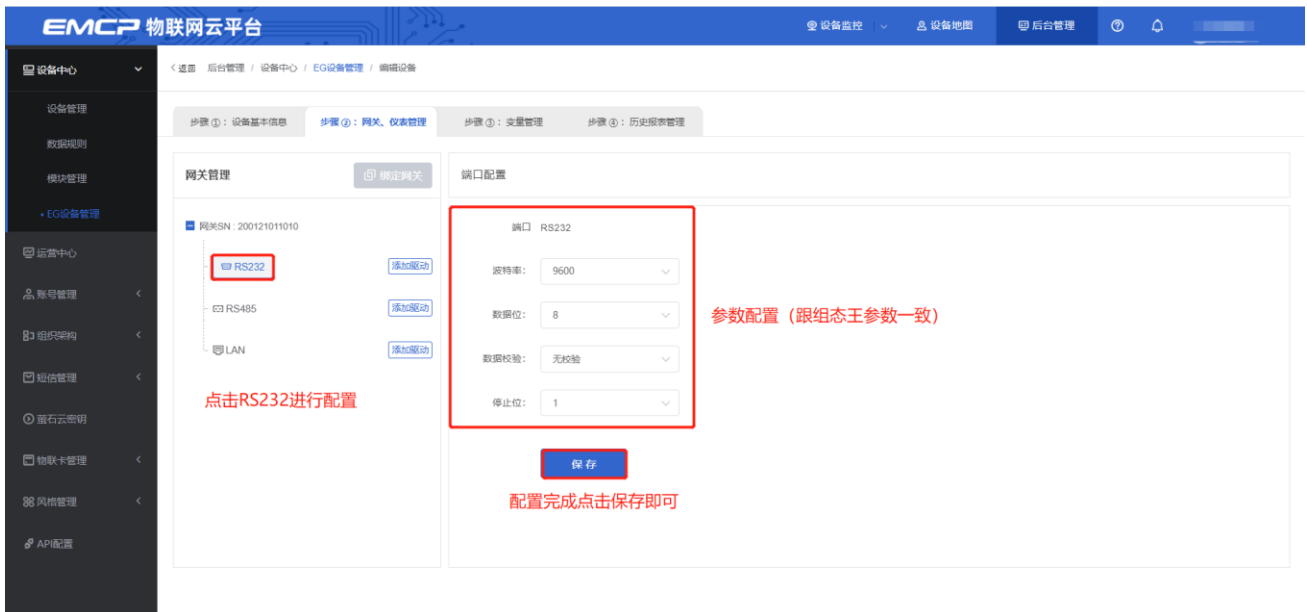 EMCP 物联网云平台
设备监控
设备地图
后台管理
设备中心
设备管理
数据规则
模块管理
EG设备管理
运营中心
账号管理
组织架构
短信管理
萤石云密钥
物联卡管理
风格管理
API配置
返回 后台管理 / 设备中心 / EG设备管理 / 编辑设备
步骤①：设备基本信息
步骤②：网关、仪表管理
步骤③：变量管理
步骤④：历史报表管理
网关管理
绑定网关
网关SN : 200121011010
RS232 添加驱动
RS485 添加驱动
LAN 添加驱动
点击RS232进行配置
端口配置
端口 RS232
波特率: 9600
数据位: 8
数据校验: 无校验
停止位: 1
参数配置（跟组态王参数一致）
保存
配置完成点击保存即可